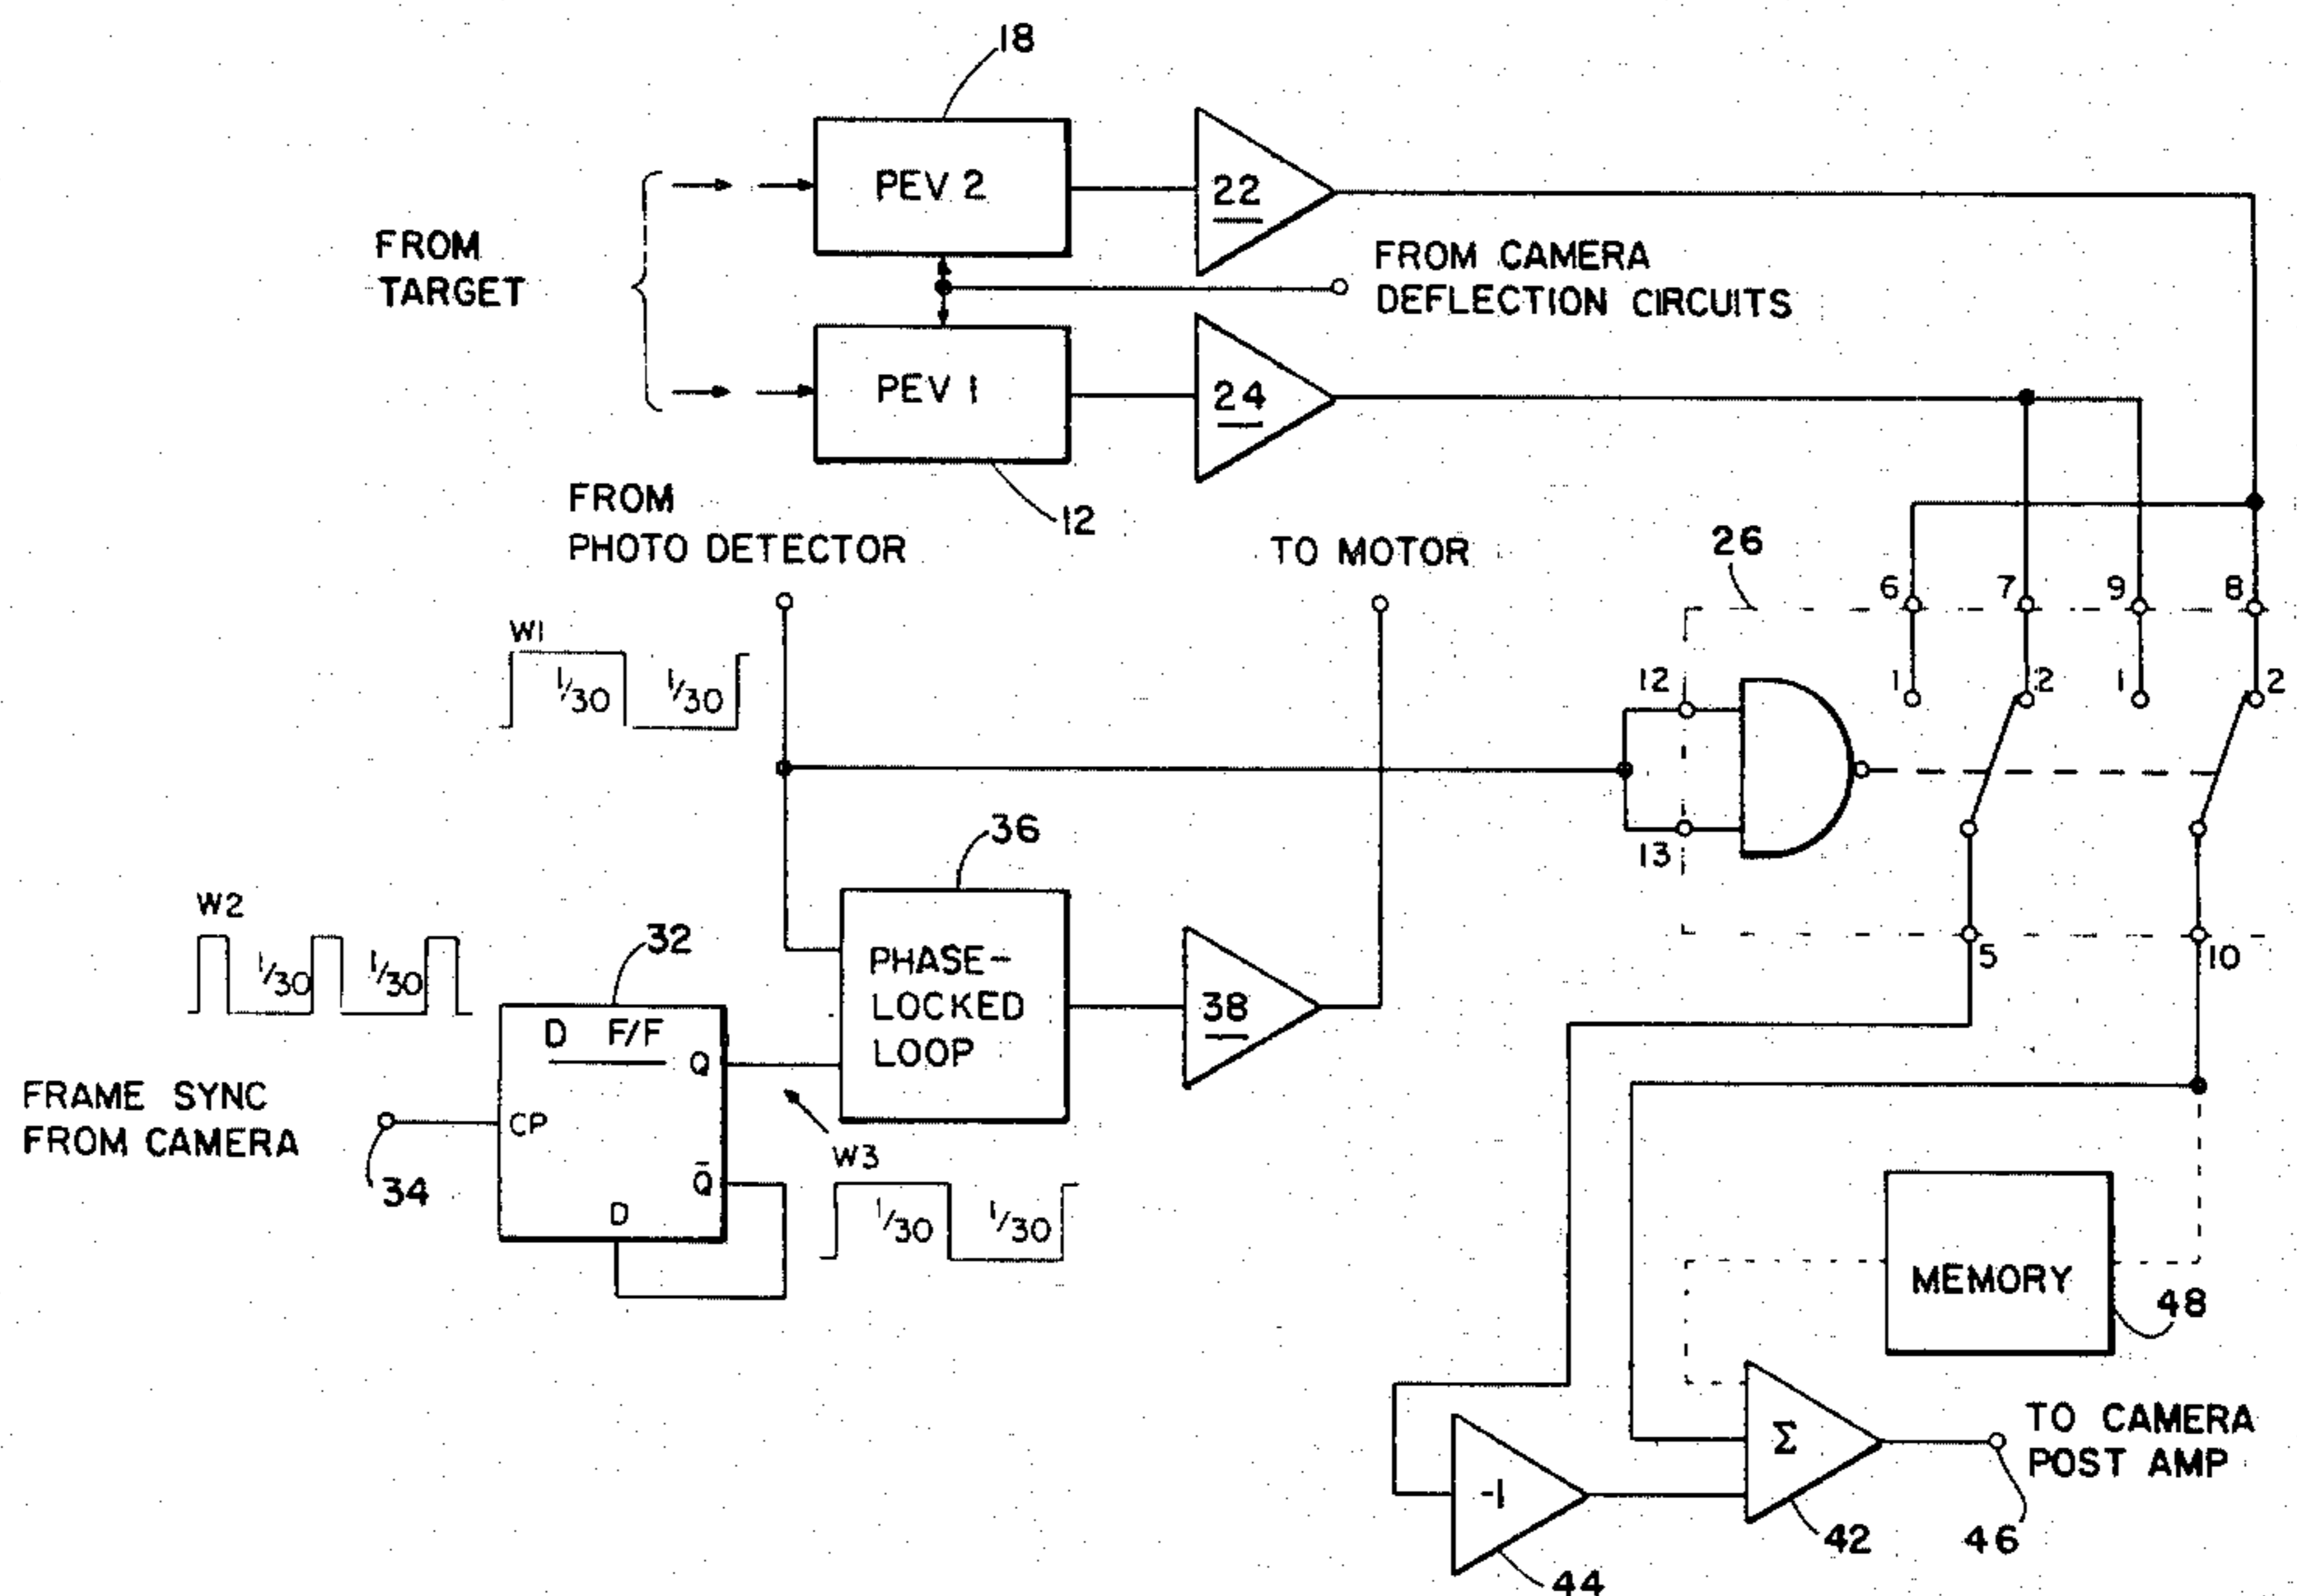 18
PEV 2
22
FROM
TARGET
FROM CAMERA
DEFLECTION CIRCUITS
PEV 1
24
12
FROM
PHOTO DETECTOR
TO MOTOR
26
6
7
9
8
W1
1/30
1/30
1
2
1
2
12
13
36
W2
1/30
1/30
32
PHASE-
LOCKED
LOOP
38
5
10
D F/F
Q
FRAME SYNC
FROM CAMERA
CP
34
Q̄
D
W3
1/30
1/30
MEMORY
48
Σ
TO CAMERA
POST AMP
-1
42
46
44